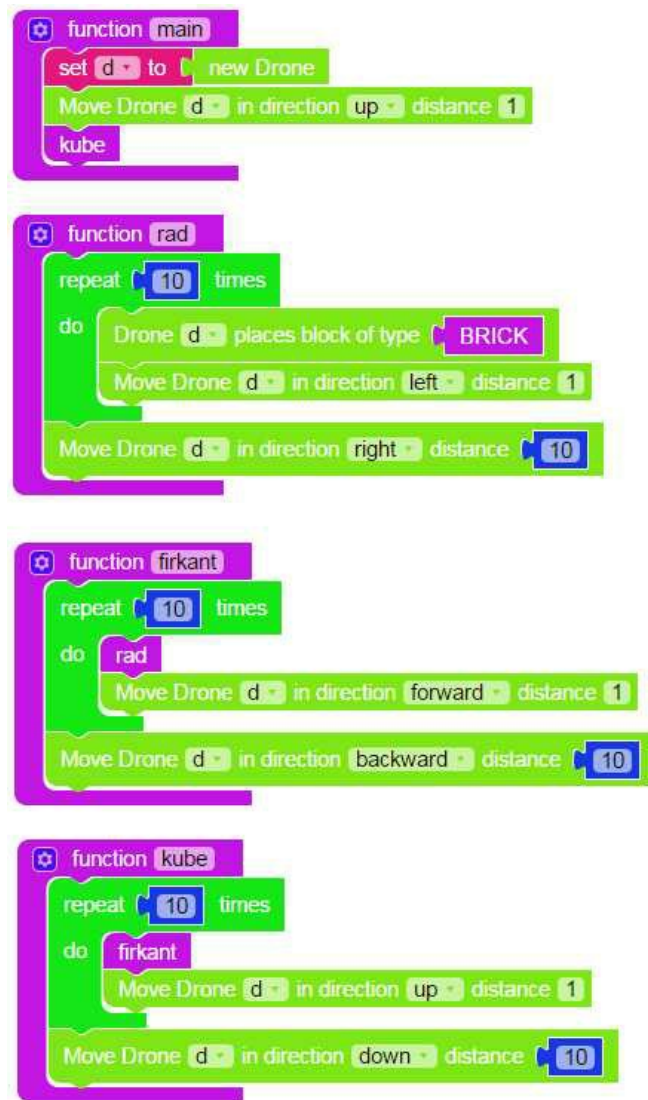 function main
set d to new Drone
Move Drone d in direction up distance 1
kube
function rad
repeat 10 times
do
Drone d places block of type BRICK
Move Drone d in direction left distance 1
Move Drone d in direction right distance 10
function firkant
repeat 10 times
do rad
Move Drone d in direction forward distance 1
Move Drone d in direction backward distance 10
function kube
repeat 10 times
do firkant
Move Drone d in direction up distance 1
Move Drone d in direction down distance 10